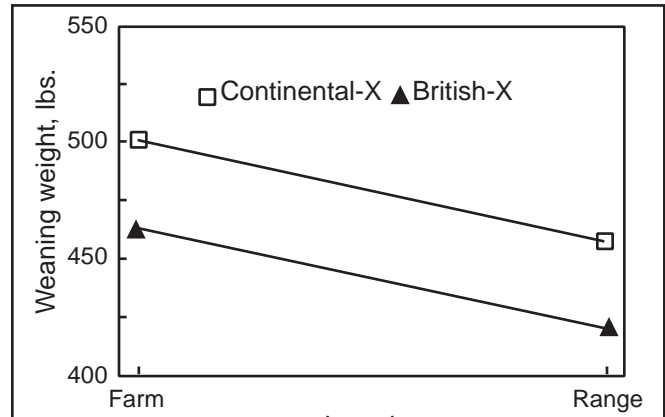 550
Continental-X British-X
500
450
400
Weaning weight, lbs.
Farm Range